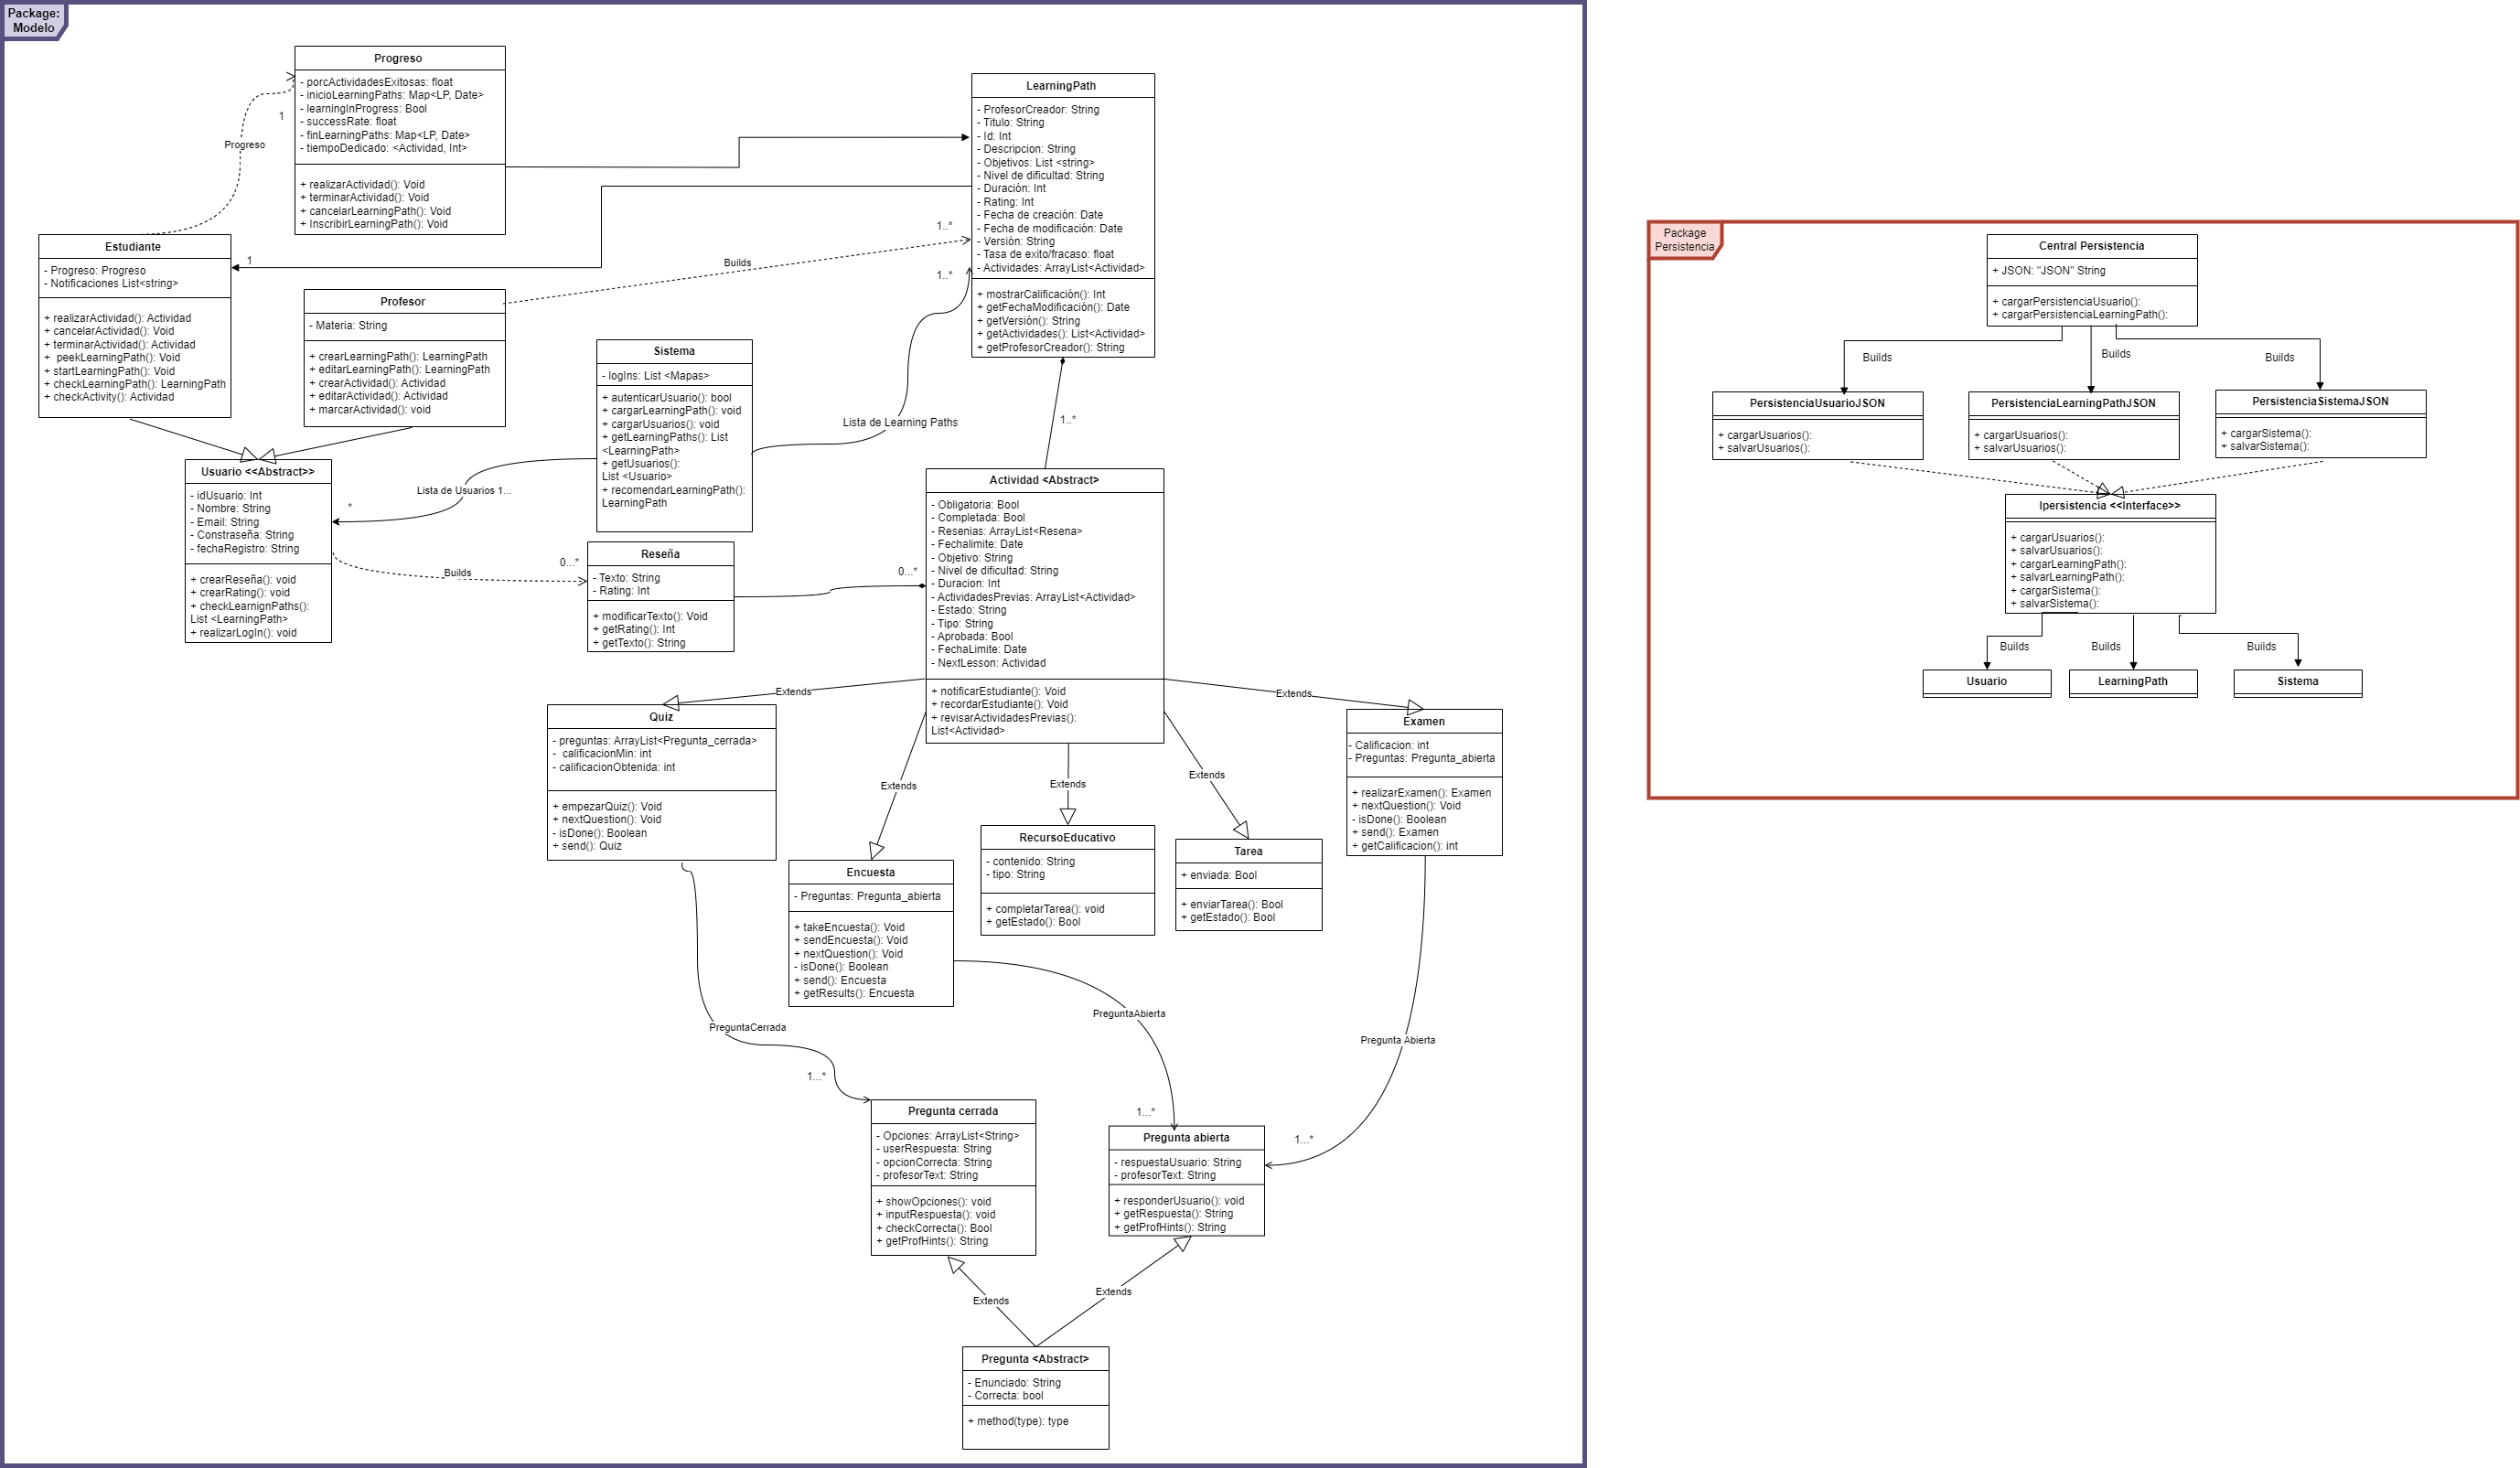 Package:
Modelo
Progreso
- porcActividadesExitosas: float
- inicioLearningPaths: Map<LP, Date>
- learningInProgress: Bool
- successRate: float
- finLearningPaths: Map<LP, Date>
- tiempoDedicado: <Actividad, Int>
+ realizarActividad(): Void
+ terminarActividad(): Void
+ cancelarLearningPath(): Void
+ InscribirLearningPath(): Void
1
Progreso
LearningPath
- ProfesorCreador: String
- Titulo: String
- Id: Int
- Descripcion: String
- Objetivos: List <string>
- Nivel de dificultad: String
- Duración: Int
- Rating: Int
- Fecha de creación: Date
- Fecha de modificación: Date
- Versión: String
- Tasa de exito/fracaso: float
- Actividades: ArrayList<Actividad>
+ mostrarCalificación(): Int
+ getFechaModificación(): Date
+ getVersión(): String
+ getActividades(): List<Actividad>
+ getProfesorCreador(): String
1..*
1..*
Builds
1
Estudiante
- Progreso: Progreso
- Notificaciones List<string>
+ realizarActividad(): Actividad
+ cancelarActividad(): Void
+ terminarActividad(): Actividad
+  peekLearningPath(): Void
+ startLearningPath(): Void
+ checkLearningPath(): LearningPath
+ checkActivity(): Actividad
Profesor
- Materia: String
+ crearLearningPath(): LearningPath
+ editarLearningPath(): LearningPath
+ crearActividad(): Actividad
+ editarActividad(): Actividad
+ marcarActividad(): void
Sistema
- logIns: List <Mapas>
+ autenticarUsuario(): bool
+ cargarLearningPath(): void
+ cargarUsuarios(): void
+ getLearningPaths(): List
<LearningPath>
+ getUsuarios():
List <Usuario>
+ recomendarLearningPath():
LearningPath
Lista de Learning Paths
1..*
Usuario <<Abstract>>
- idUsuario: Int
- Nombre: String
- Email: String
- Constraseña: String
- fechaRegistro: String
+ crearReseña(): void
+ crearRating(): void
+ checkLearnignPaths():
List <LearningPath>
+ realizarLogIn(): void
Lista de Usuarios 1...
*
Builds
0...*
Reseña
- Texto: String
- Rating: Int
+ modificarTexto(): Void
+ getRating(): Int
+ getTexto(): String
0...*
Actividad <Abstract>
- Obligatoria: Bool
- Completada: Bool
- Resenias: ArrayList<Resena>
- Fechalimite: Date
- Objetivo: String
- Nivel de dificultad: String
- Duracion: Int
- ActividadesPrevias: ArrayList<Actividad>
- Estado: String
- Tipo: String
- Aprobada: Bool
- FechaLimite: Date
- NextLesson: Actividad
+ notificarEstudiante(): Void
+ recordarEstudiante(): Void
+ revisarActividadesPrevias():
List<Actividad>
Extends
Extends
Extends
Extends
Extends
Quiz
- preguntas: ArrayList<Pregunta_cerrada>
-  calificacionMin: int
- calificacionObtenida: int
+ empezarQuiz(): Void
+ nextQuestion(): Void
- isDone(): Boolean
+ send(): Quiz
Encuesta
- Preguntas: Pregunta_abierta
+ takeEncuesta(): Void
+ sendEncuesta(): Void
+ nextQuestion(): Void
- isDone(): Boolean
+ send(): Encuesta
+ getResults(): Encuesta
RecursoEducativo
- contenido: String
- tipo: String
+ completarTarea(): void
+ getEstado(): Bool
Tarea
+ enviada: Bool
+ enviarTarea(): Bool
+ getEstado(): Bool
Examen
- Calificacion: int
- Preguntas: Pregunta_abierta
+ realizarExamen(): Examen
+ nextQuestion(): Void
- isDone(): Boolean
+ send(): Examen
+ getCalificacion(): int
PreguntaCerrada
1...*
PreguntaAbierta
1...*
Pregunta Abierta
1...*
Pregunta cerrada
- Opciones: ArrayList<String>
- userRespuesta: String
- opcionCorrecta: String
- profesorText: String
+ showOpciones(): void
+ inputRespuesta(): void
+ checkCorrecta(): Bool
+ getProfHints(): String
Pregunta abierta
- respuestaUsuario: String
- profesorText: String
+ responderUsuario(): void
+ getRespuesta(): String
+ getProfHints(): String
Extends
Extends
Pregunta <Abstract>
- Enunciado: String
- Correcta: bool
+ method(type): type
Package
Persistencia
Central Persistencia
+ JSON: "JSON" String
+ cargarPersistenciaUsuario():
+ cargarPersistenciaLearningPath():
Builds
Builds
Builds
PersistenciaUsuarioJSON
+ cargarUsuarios():
+ salvarUsuarios():
PersistenciaLearningPathJSON
+ cargarUsuarios():
+ salvarUsuarios():
PersistenciaSistemaJSON
+ cargarSistema():
+ salvarSistema():
Ipersistencia <<Interface>>
+ cargarUsuarios():
+ salvarUsuarios():
+ cargarLearningPath():
+ salvarLearningPath():
+ cargarSistema():
+ salvarSistema():
Builds
Builds
Builds
Usuario
LearningPath
Sistema